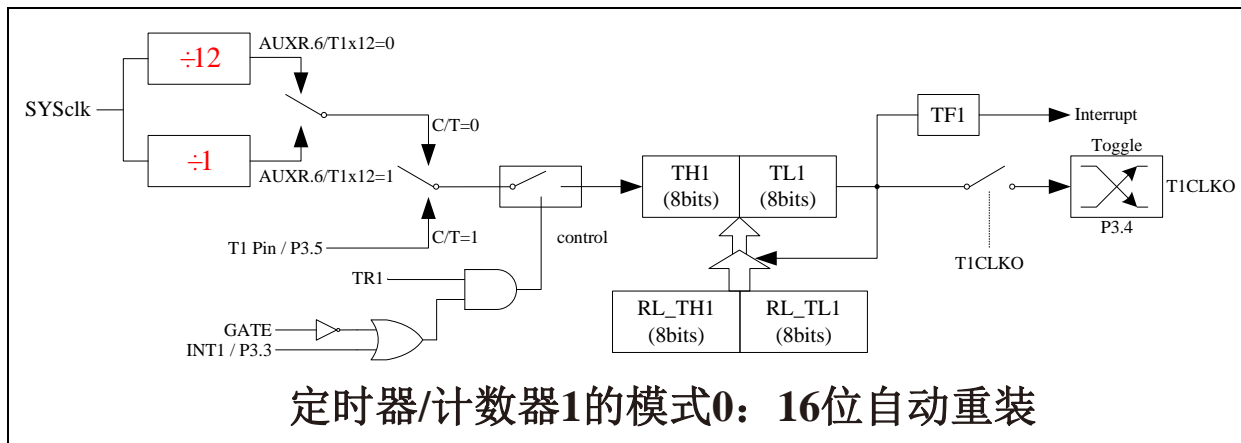 ÷12
AUXR.6/T1x12=0
SYSclk
÷1
AUXR.6/T1x12=1
C/T=0
C/T=1
T1 Pin / P3.5
control
TR1
GATE
INT1 / P3.3
TH1
(8bits)
TL1
(8bits)
RL_TH1
(8bits)
RL_TL1
(8bits)
TF1
Interrupt
Toggle
T1CLKO
P3.4
T1CLKO
定时器/计数器1的模式0：16位自动重装